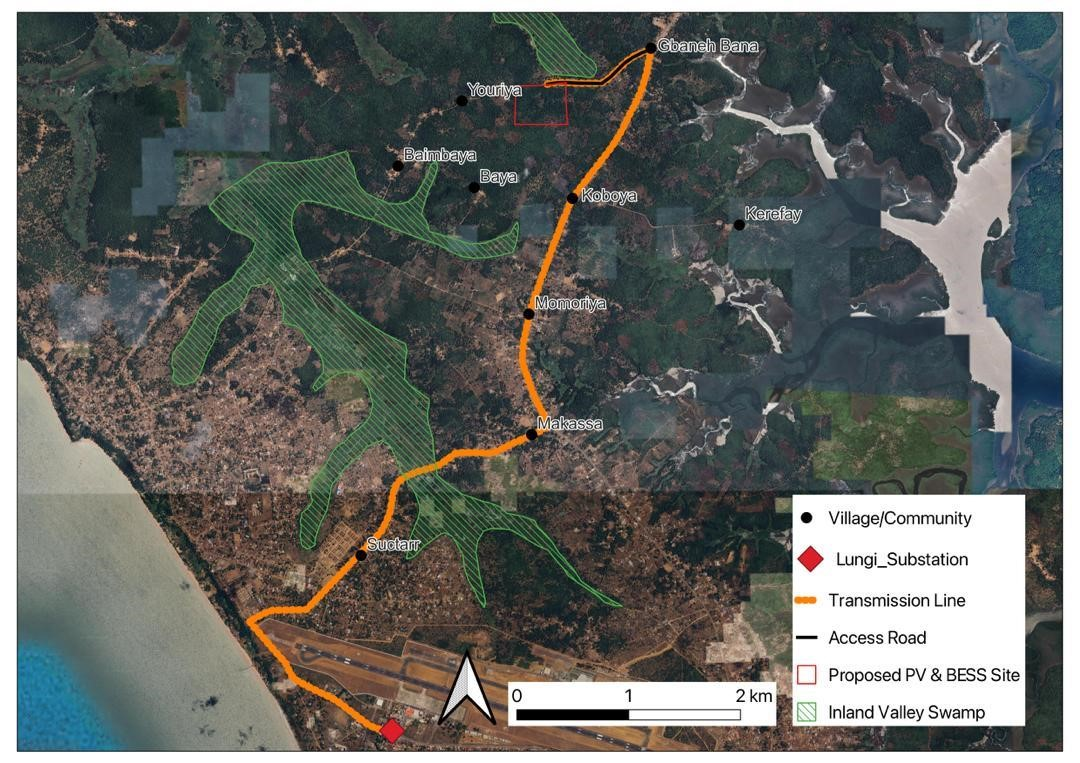 Gbaneh Bana
Youriya
Baimbaya
Baya
Koboya
Kerefay
Momoriya
Makassa
Suctarr
Village/Community
Lungi_Substation
Transmission Line
Access Road
Proposed PV & BESS Site
Inland Valley Swamp
0 1 2 km